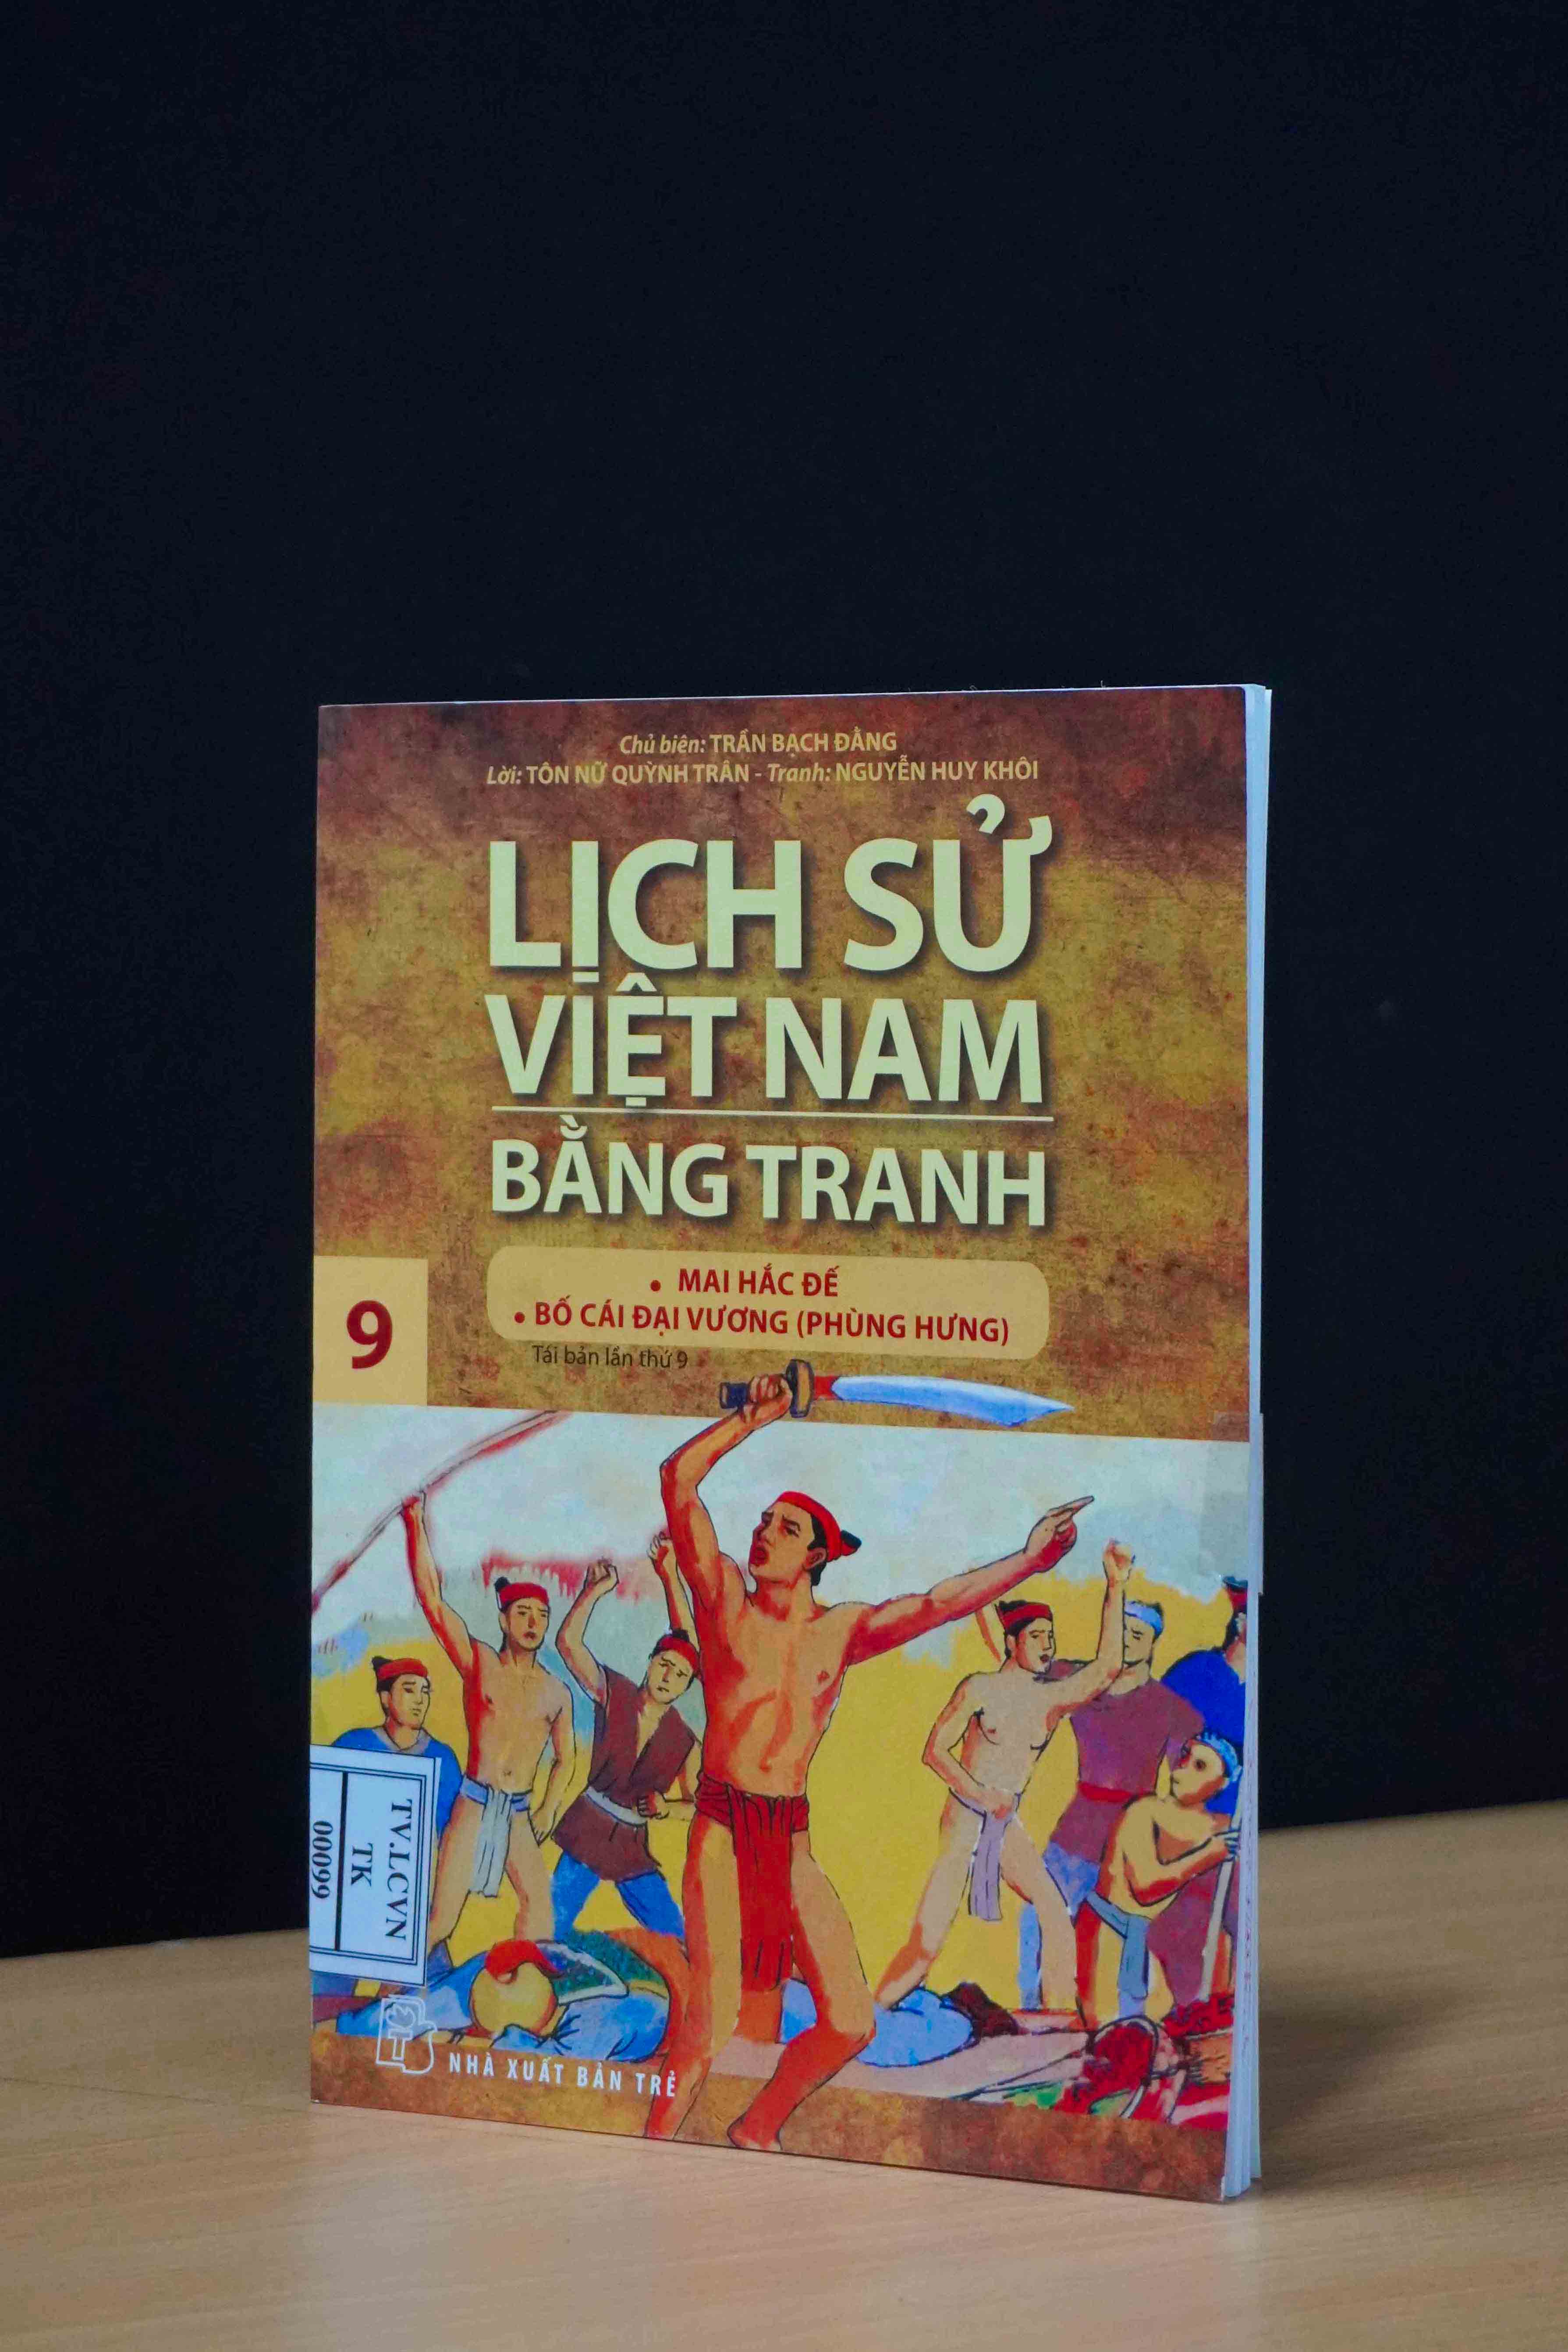 Chủ biên: TRẦN BẠCH ĐẰNG
Lời: TÔN NỮ QUỲNH TRÂN - Tranh: NGUYỄN HUY KHÔI
LỊCH SỬ
VIỆT NAM
BẰNG TRANH
9
• MAI HẮC ĐẾ
• BỐ CÁI ĐẠI VƯƠNG (PHÙNG HƯNG)
Tái bản lần thứ 9
TV.LCVN
TK
00099
NHÀ XUẤT BẢN TRẺ